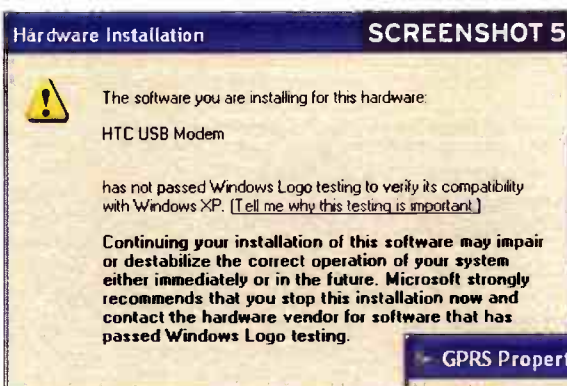 Hardware Installation
SCREENSHOT 5
The software you are installing for this hardware:
HTC USB Modem
has not passed Windows Logo testing to verify its compatibility
with Windows XP. (Tell me why this testing is important.)
Continuing your installation of this software may impair
or destabilize the correct operation of your system
either immediately or in the future. Microsoft strongly
recommends that you stop this installation now and
contact the hardware vendor for software that has
passed Windows Logo testing.
GPRS